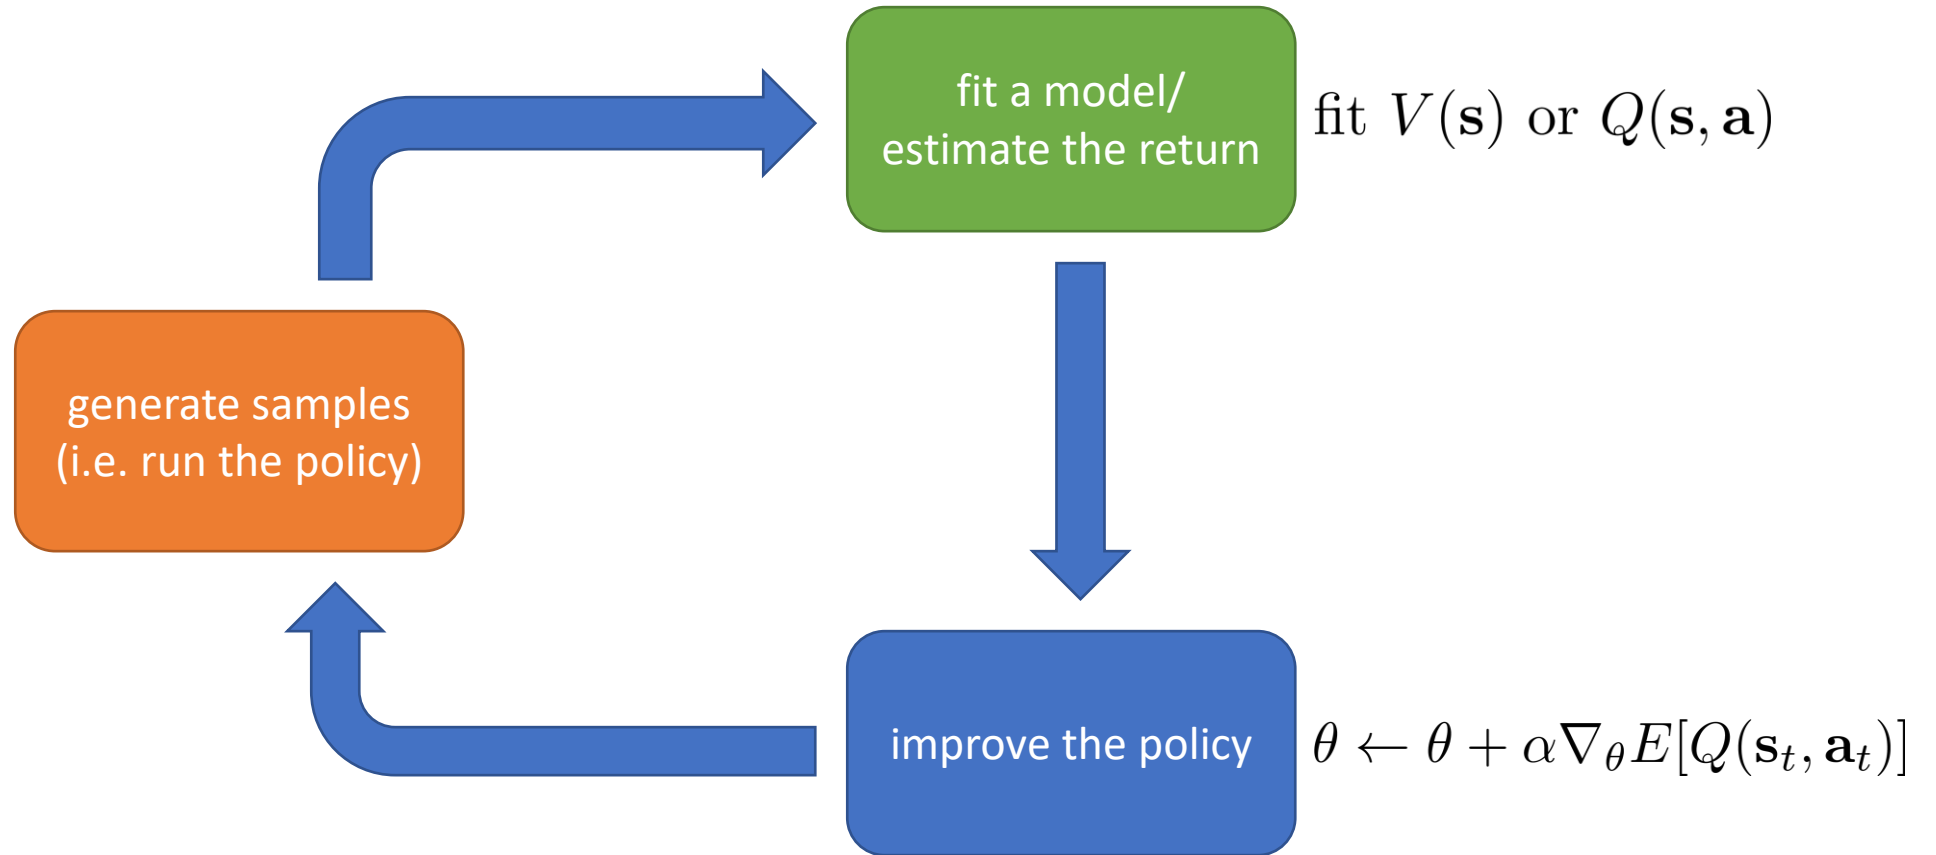 fit a model/
estimate the return
fit V(s) or Q(s, a)
generate samples
(i.e. run the policy)
improve the policy
θ ← θ + α∇θE[Q(st, at)]